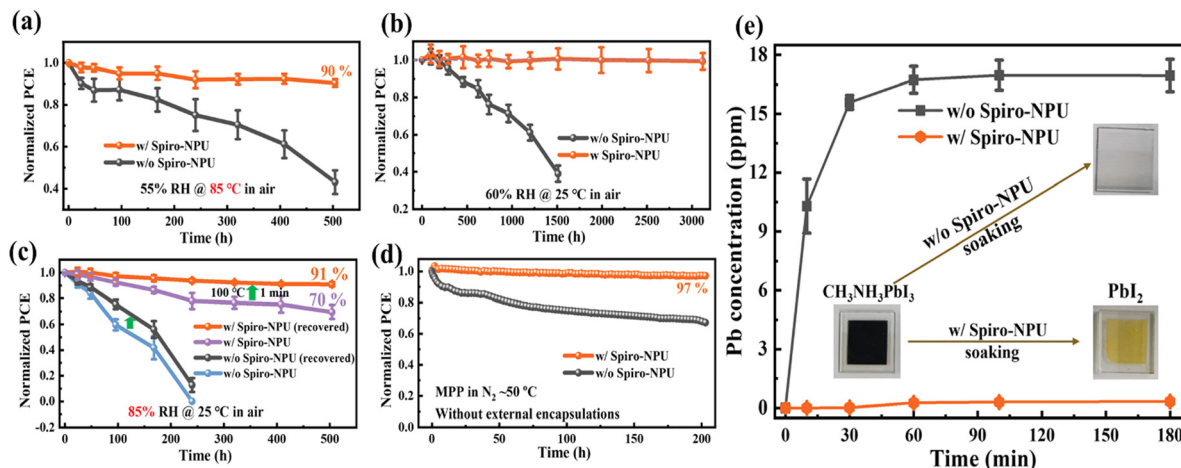 (a)
Normalized PCE
1.0
0.8
0.6
0.4
90 %
w/ Spiro-NPU
w/o Spiro-NPU
55% RH @ 85 °C in air
0 100 200 300 400 500
Time (h)
(b)
Normalized PCE
1.2
1.0
0.8
0.6
0.4
0.2
w/o Spiro-NPU
w Spiro-NPU
60% RH @ 25 °C in air
0 500 1000 1500 2000 2500 3000
Time (h)
(c)
Normalized PCE
1.0
0.8
0.6
0.4
0.2
0.0
-0.2
91 %
100 °C 1 min
70 %
w/ Spiro-NPU (recovered)
w/ Spiro-NPU
w/o Spiro-NPU (recovered)
w/o Spiro-NPU
85% RH @ 25 °C in air
0 100 200 300 400 500
Time (h)
(d)
Normalized PCE
1.0
0.8
0.6
0.4
0.2
0.0
97 %
w/ Spiro-NPU
w/o Spiro-NPU
MPP in N₂ ~50 °C
Without external encapsulations
0 50 100 150 200
Time (h)
(e)
Pb concentration (ppm)
18
15
12
9
6
3
0
w/o Spiro-NPU
w/ Spiro-NPU
w/o Spiro-NPU
soaking
CH₃NH₃PbI₃
w/ Spiro-NPU
soaking
PbI₂
0 30 60 90 120 150 180
Time (min)